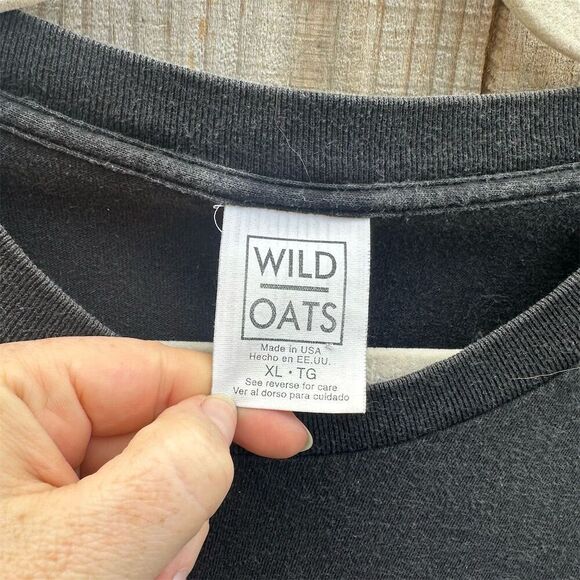 WILD
OATS
Made in USA
Hecho en EE.UU.
XL • TG
See reverse for care
Ver al dorso para cuidado